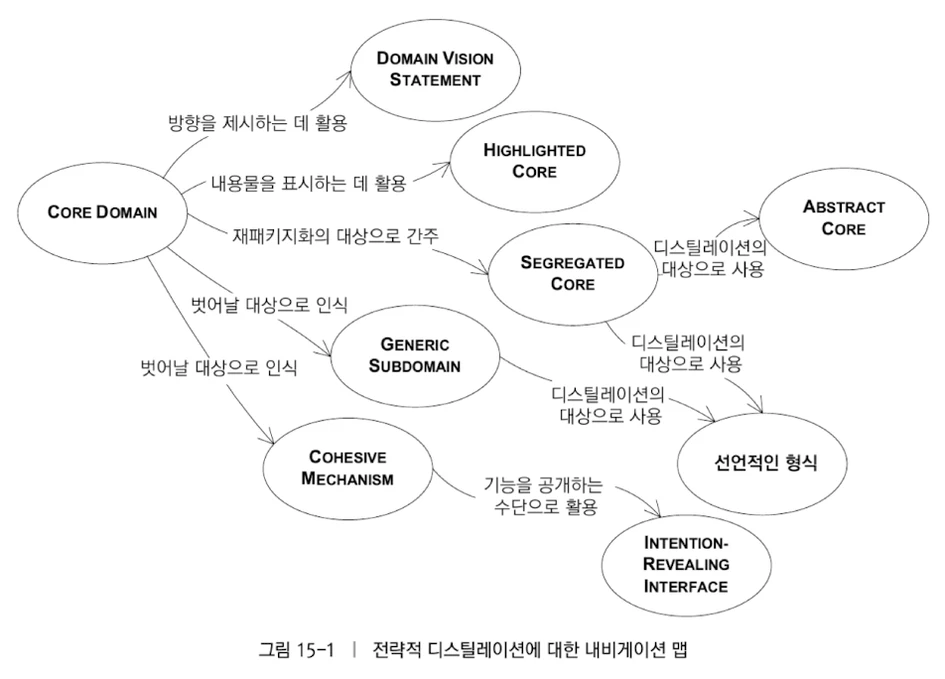 DOMAIN VISION
STATEMENT
방향을 제시하는 데 활용
HIGHLIGHTED
CORE
내용물을 표시하는 데 활용
CORE DOMAIN
ABSTRACT
CORE
재패키지화의 대상으로 간주
디스틸레이션의
대상으로 사용
SEGREGATED
CORE
벗어날 대상으로 인식
디스틸레이션의
대상으로 사용
GENERIC
SUBDOMAIN
벗어날 대상으로 인식
디스틸레이션의
대상으로 사용
COHESIVE
MECHANISM
선언적인 형식
기능을 공개하는
수단으로 활용
INTENTION-
REVEALING
INTERFACE
그림 15-1 | 전략적 디스틸레이션에 대한 내비게이션 맵